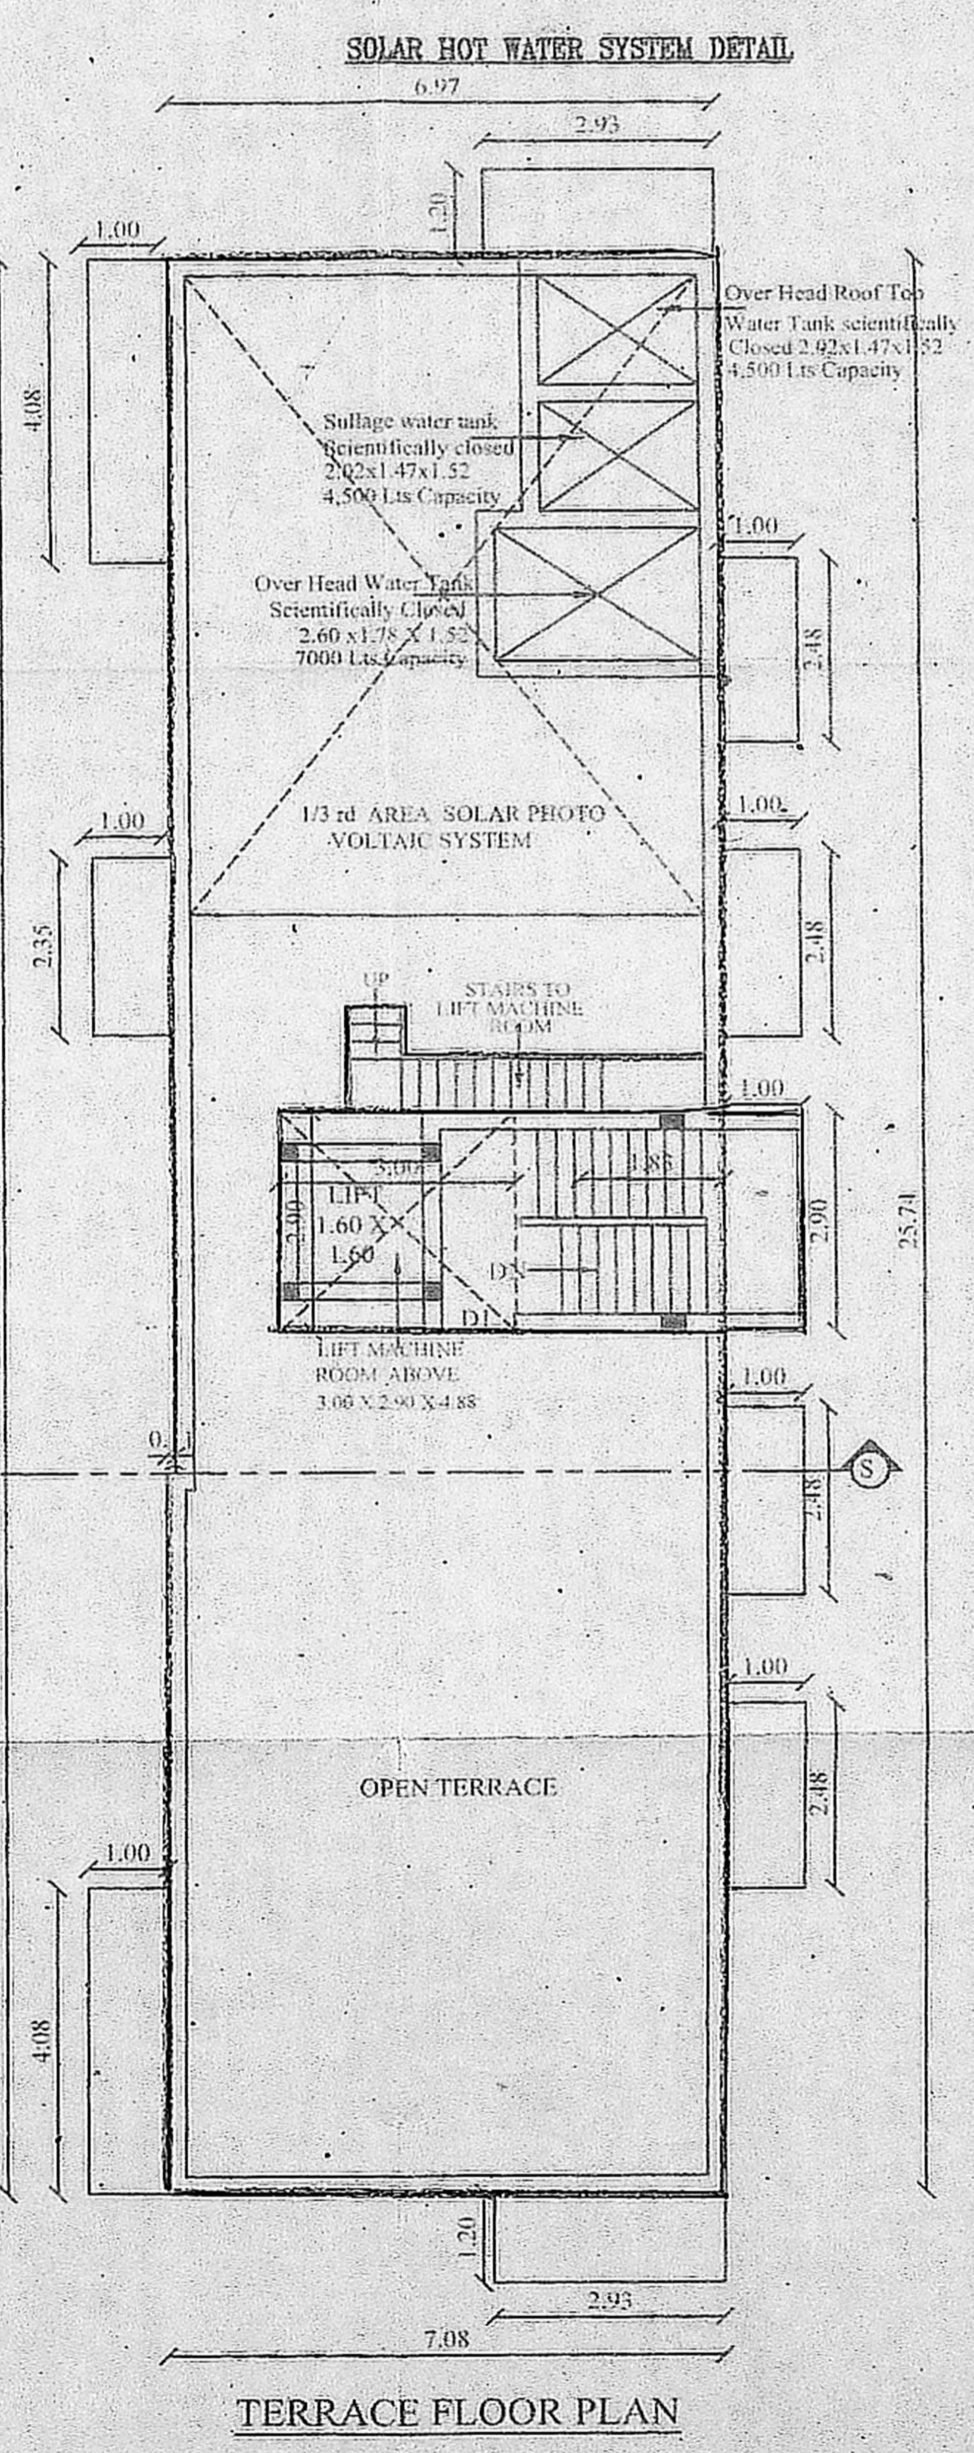 SOLAR HOT WATER SYSTEM DETAIL
6.97
2.93
1.20
1.00
4.08
Over Head Roof Top
Water Tank scientifically
Closed 2.02x1.47x1.52
4,500 Lts Capacity
Sullage water tank
Scientifically closed
2.02x1.47x1.52
4,500 Lts Capacity
1.00
Over Head Water Tank
Scientifically Closed
2.60 x1.78 X 1.52
7000 Lts.Capacity
2.48
1.00
1.00
1/3 rd AREA SOLAR PHOTO
VOLTAIC SYSTEM
2.35
2.48
UP
STAIRS TO
LIFT MACHINE
ROOM
1.00
3.00
1.83
LIFT
1.60 X
1.60
2.90
2.90
25.74
DN
D1
LIFT MACHINE
ROOM ABOVE
3.00 X 2.90 X 4.88
1.00
S
2.48
1.00
OPEN TERRACE
2.48
1.00
4.08
1.20
2.93
7.08
TERRACE FLOOR PLAN